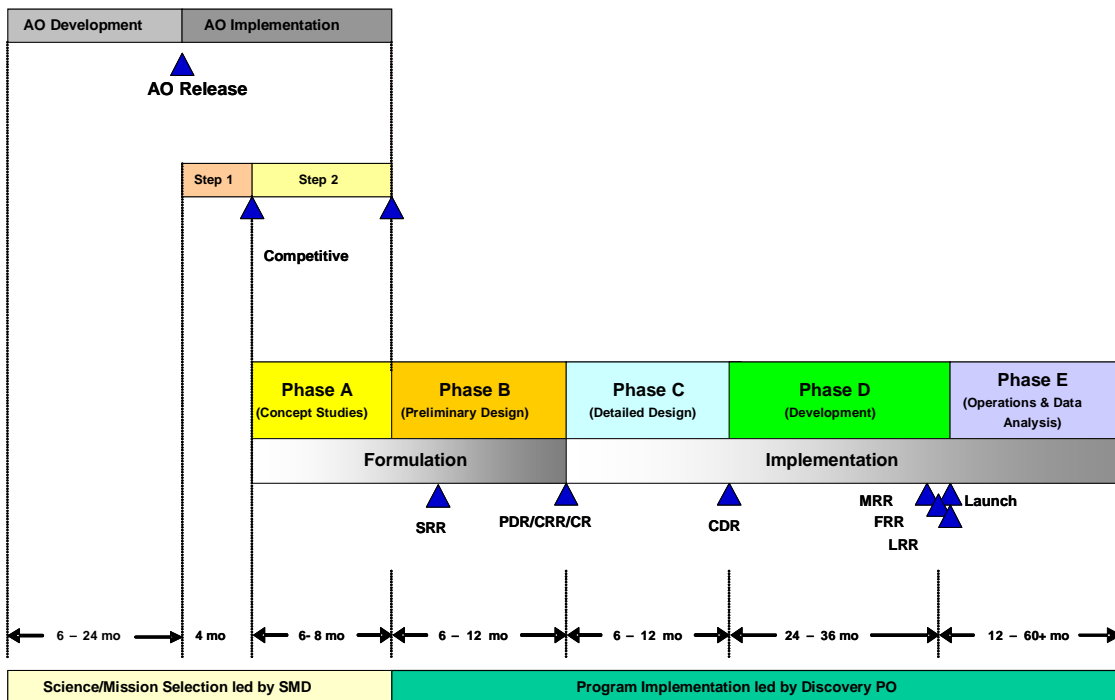 AO Development
AO Implementation
AO Release
Step 1
Step 2
Competitive
Phase A
(Concept Studies)
Phase B
(Preliminary Design)
Phase C
(Detailed Design)
Phase D
(Development)
Phase E
(Operations & Data
Analysis)
Formulation
Implementation
SRR
PDR/CRR/CR
CDR
MRR
FRR
LRR
Launch
6 – 24 mo
4 mo
6- 8 mo
6 – 12 mo
6 – 12 mo
24 – 36 mo
12 – 60+ mo
Science/Mission Selection led by SMD
Program Implementation led by Discovery PO